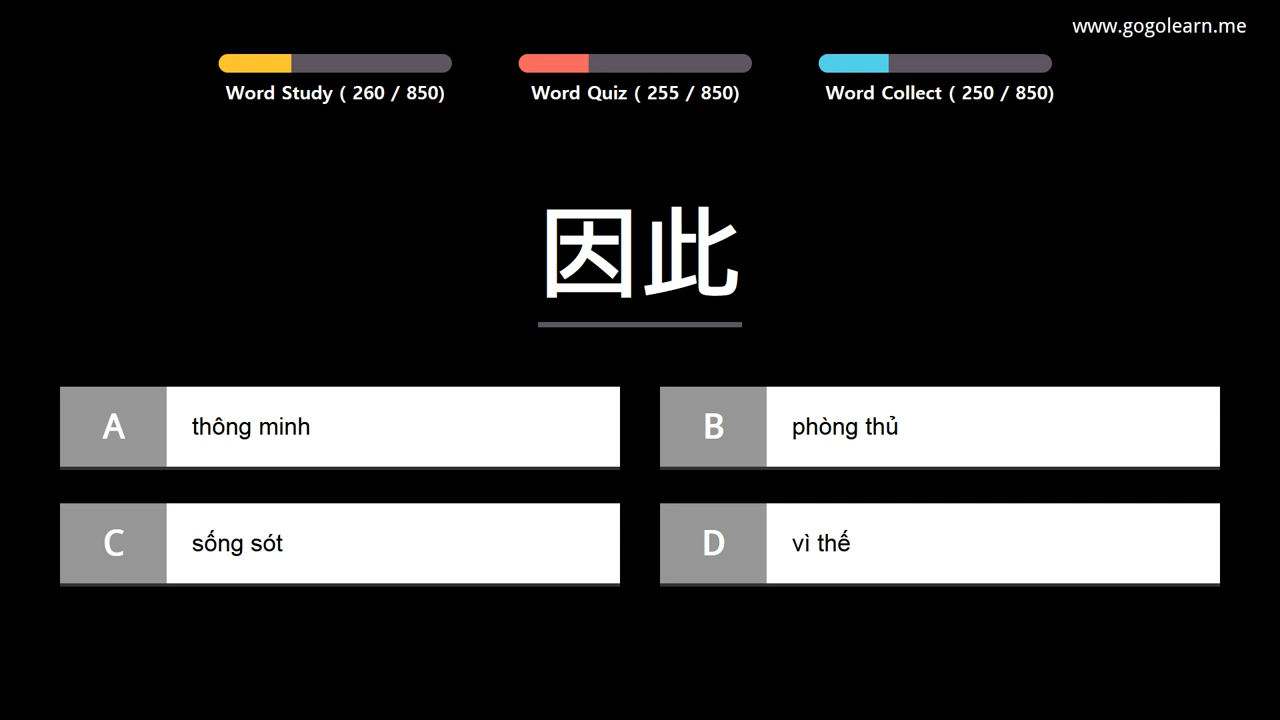 www.gogolearn.me
Word Study ( 260 / 850)
Word Quiz ( 255 / 850)
Word Collect ( 250 / 850)
因此
A thông minh
B phòng thủ
C sống sót
D vì thế